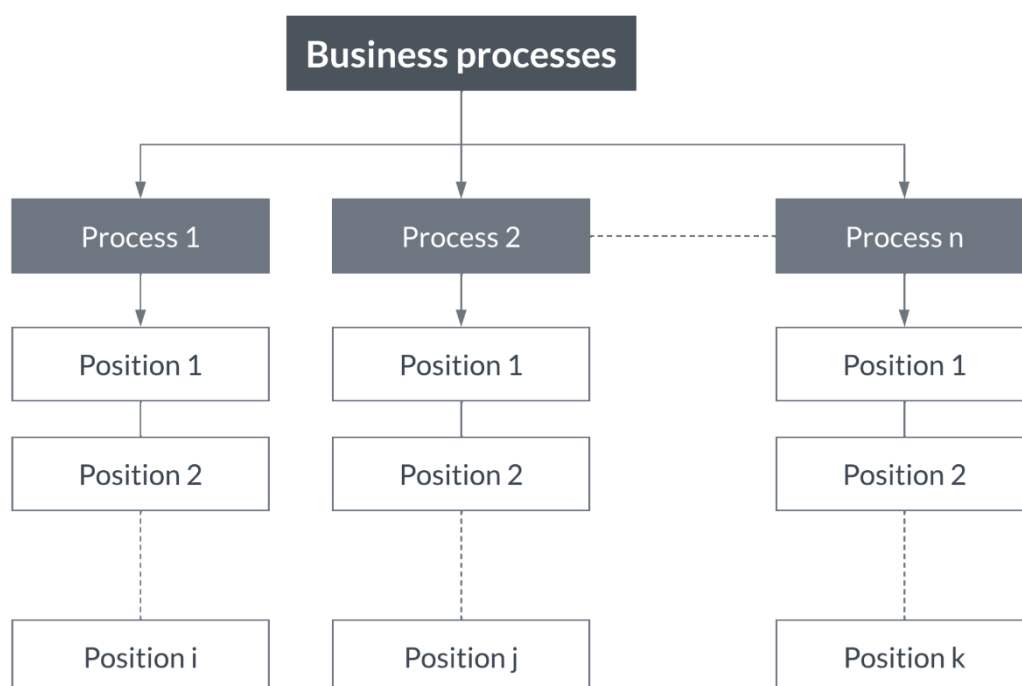 Business processes
Process 1
Process 2
Process n
Position 1
Position 1
Position 1
Position 2
Position 2
Position 2
Position i
Position j
Position k